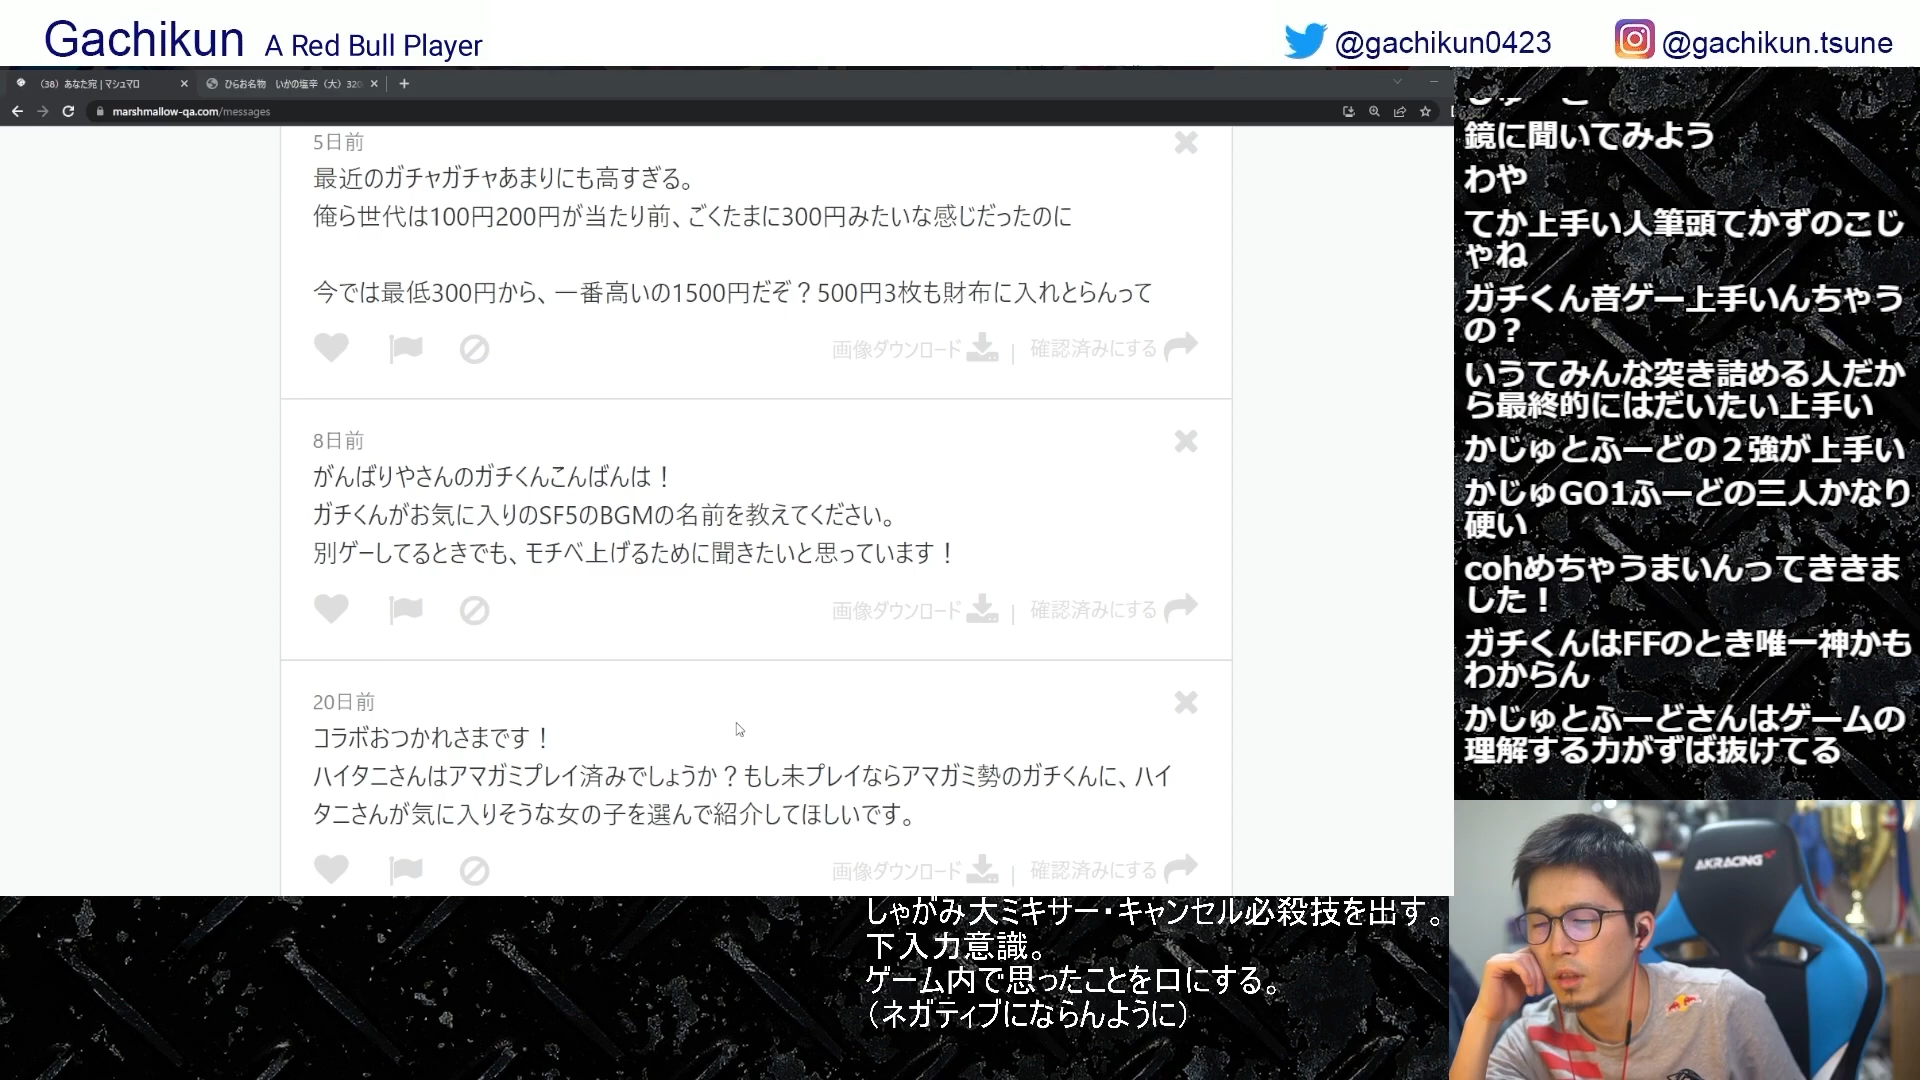 Gachikun A Red Bull Player
@gachikun0423
@gachikun.tsune
(38) あなた宛 | マシュマロ
ひらお名物 いかの塩辛(大)320
marshmallow-qa.com/messages
5日前
最近のガチャガチャあまりにも高すぎる。
俺ら世代は100円200円が当たり前、ごくたまに300円みたいな感じだったのに
今では最低300円から、一番高いの1500円だぞ？500円3枚も財布に入れとらんって
画像ダウンロード | 確認済みにする
8日前
がんばりやさんのガチくんこんばんは！
ガチくんがお気に入りのSF5のBGMの名前を教えてください。
別ゲーしてるときでも、モチベ上げるために聞きたいと思っています！
画像ダウンロード | 確認済みにする
20日前
コラボおつかれさまです！
ハイタニさんはアマガミプレイ済みでしょうか？もし未プレイならアマガミ勢のガチくんに、ハイ
タニさんが気に入りそうな女の子を選んで紹介してほしいです。
画像ダウンロード | 確認済みにする
鏡に聞いてみよう
わや
てか上手い人筆頭てかずのこじ
ゃね
ガチくん音ゲー上手いんちゃう
の？
いうてみんな突き詰める人だか
ら最終的にはだいたい上手い
かじゅとふーどの２強が上手い
かじゅGO1ふーどの三人かなり
硬い
cohめちゃうまいんってききま
した！
ガチくんはFFのとき唯一神かも
わからん
かじゅとふーどさんはゲームの
理解する力がずば抜けてる
しゃがみ大ミキサー・キャンセル必殺技を出す。
下入力意識。
ゲーム内で思ったことを口にする。
（ネガティブにならんように）
AKRACING